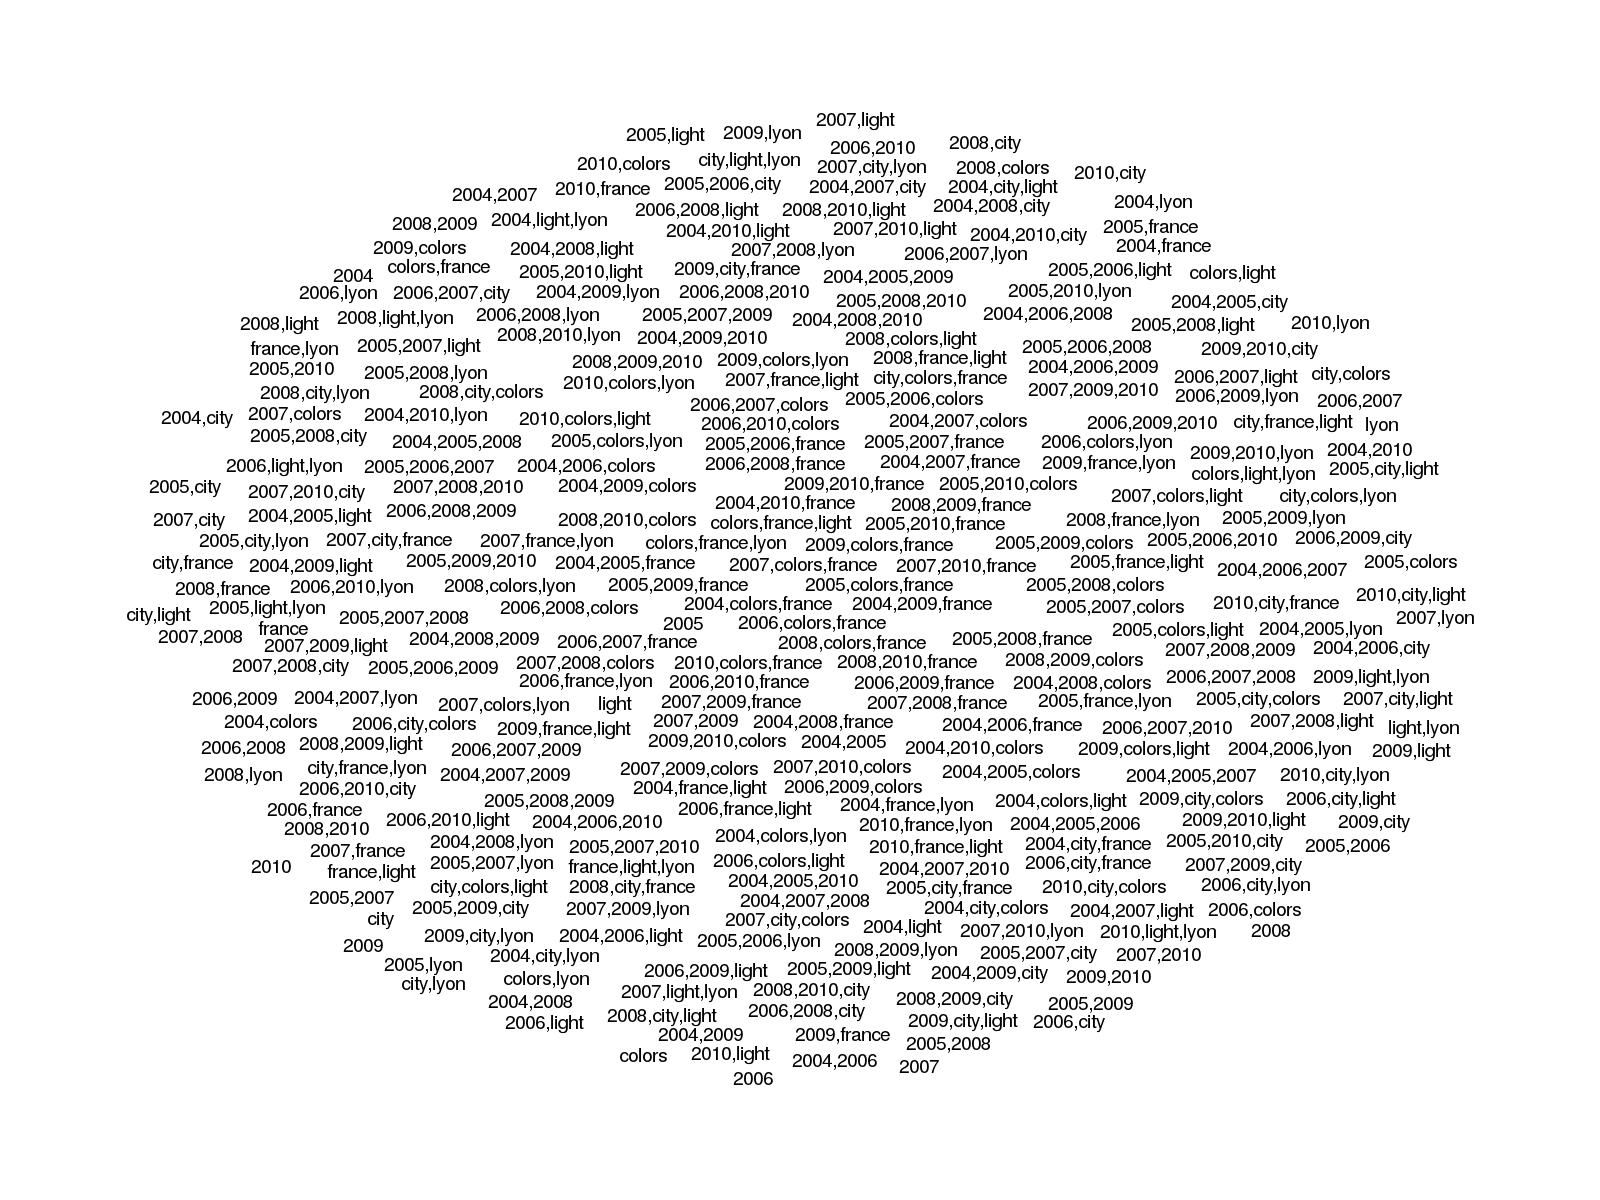 2007,light
2005,light 2009,lyon
2006,2010 2008,city
2010,colors city,light,lyon 2007,city,lyon 2008,colors 2010,city
2004,2007 2010,france 2005,2006,city 2004,2007,city 2004,city,light
2008,2009 2004,light,lyon 2006,2008,light 2008,2010,light 2004,2008,city 2004,lyon
2004,2010,light 2007,2010,light 2004,2010,city 2005,france
2009,colors 2004,2008,light 2007,2008,lyon 2006,2007,lyon 2004,france
2004 colors,france 2005,2010,light 2009,city,france 2004,2005,2009 2005,2006,light colors,light
2006,lyon 2006,2007,city 2004,2009,lyon 2006,2008,2010 2005,2008,2010 2005,2010,lyon 2004,2005,city
2008,light 2008,light,lyon 2006,2008,lyon 2005,2007,2009 2004,2008,2010 2004,2006,2008 2005,2008,light 2010,lyon
2008,2010,lyon 2004,2009,2010 2008,colors,light
france,lyon 2005,2007,light 2008,2009,2010 2009,colors,lyon 2008,france,light 2005,2006,2008 2009,2010,city
2005,2010 2005,2008,lyon 2010,colors,lyon 2007,france,light city,colors,france 2004,2006,2009 2006,2007,light city,colors
2008,city,lyon 2008,city,colors 2006,2007,colors 2005,2006,colors 2007,2009,2010 2006,2009,lyon 2006,2007
2004,city 2007,colors 2004,2010,lyon 2010,colors,light 2006,2010,colors 2004,2007,colors 2006,2009,2010 city,france,light lyon
2005,2008,city 2004,2005,2008 2005,colors,lyon 2005,2006,france 2005,2007,france 2006,colors,lyon 2009,2010,lyon 2004,2010
2006,light,lyon 2005,2006,2007 2004,2006,colors 2006,2008,france 2004,2007,france 2009,france,lyon colors,light,lyon 2005,city,light
2005,city 2007,2010,city 2007,2008,2010 2004,2009,colors 2009,2010,france 2005,2010,colors 2007,colors,light city,colors,lyon
2004,2010,france 2008,2009,france
2007,city 2004,2005,light 2006,2008,2009 2008,2010,colors colors,france,light 2005,2010,france 2008,france,lyon 2005,2009,lyon
2005,city,lyon 2007,city,france 2007,france,lyon colors,france,lyon 2009,colors,france 2005,2009,colors 2005,2006,2010 2006,2009,city
city,france 2004,2009,light 2005,2009,2010 2004,2005,france 2007,colors,france 2007,2010,france 2005,france,light 2004,2006,2007 2005,colors
2008,france 2006,2010,lyon 2008,colors,lyon 2005,2009,france 2005,colors,france 2005,2008,colors
city,light 2005,light,lyon 2005,2007,2008 2006,2008,colors 2004,colors,france 2004,2009,france 2005,2007,colors 2010,city,france 2010,city,light
2007,2008 france 2005 2006,colors,france 2005,colors,light 2004,2005,lyon 2007,lyon
2007,2009,light 2004,2008,2009 2006,2007,france 2008,colors,france 2005,2008,france 2007,2008,2009 2004,2006,city
2007,2008,city 2005,2006,2009 2007,2008,colors 2010,colors,france 2008,2010,france 2008,2009,colors
2006,france,lyon 2006,2010,france 2006,2009,france 2004,2008,colors 2006,2007,2008 2009,light,lyon
2006,2009 2004,2007,lyon 2007,colors,lyon light 2007,2009,france 2007,2008,france 2005,france,lyon 2005,city,colors 2007,city,light
2004,colors 2006,city,colors 2009,france,light 2007,2009 2004,2008,france 2004,2006,france 2006,2007,2010 2007,2008,light light,lyon
2006,2008 2008,2009,light 2006,2007,2009 2009,2010,colors 2004,2005 2004,2010,colors 2009,colors,light 2004,2006,lyon 2009,light
2008,lyon city,france,lyon 2004,2007,2009 2007,2009,colors 2007,2010,colors 2004,2005,colors 2004,2005,2007 2010,city,lyon
2006,2010,city 2004,france,light 2006,2009,colors
2006,france 2005,2008,2009 2006,france,light 2004,france,lyon 2004,colors,light 2009,city,colors 2006,city,light
2008,2010 2006,2010,light 2004,2006,2010 2004,colors,lyon 2010,france,lyon 2004,2005,2006 2009,2010,light 2009,city
2007,france 2004,2008,lyon 2005,2007,2010 2010,france,light 2004,city,france 2005,2010,city 2005,2006
2010 france,light 2005,2007,lyon france,light,lyon 2006,colors,light 2004,2007,2010 2006,city,france 2007,2009,city
city,colors,light 2008,city,france 2004,2005,2010 2005,city,france 2010,city,colors 2006,city,lyon
2005,2007 2005,2009,city 2007,2009,lyon 2004,2007,2008 2004,city,colors 2004,2007,light 2006,colors
city 2007,city,colors 2004,light
2009 2009,city,lyon 2004,2006,light 2005,2006,lyon 2007,2010,lyon 2010,light,lyon 2008
2005,lyon 2004,city,lyon 2008,2009,lyon 2005,2007,city 2007,2010
city,lyon colors,lyon 2006,2009,light 2005,2009,light 2004,2009,city 2009,2010
2004,2008 2007,light,lyon 2008,2010,city 2008,2009,city 2005,2009
2006,light 2008,city,light 2006,2008,city 2009,city,light 2006,city
2004,2009 2009,france 2005,2008
colors 2010,light 2004,2006 2007
2006